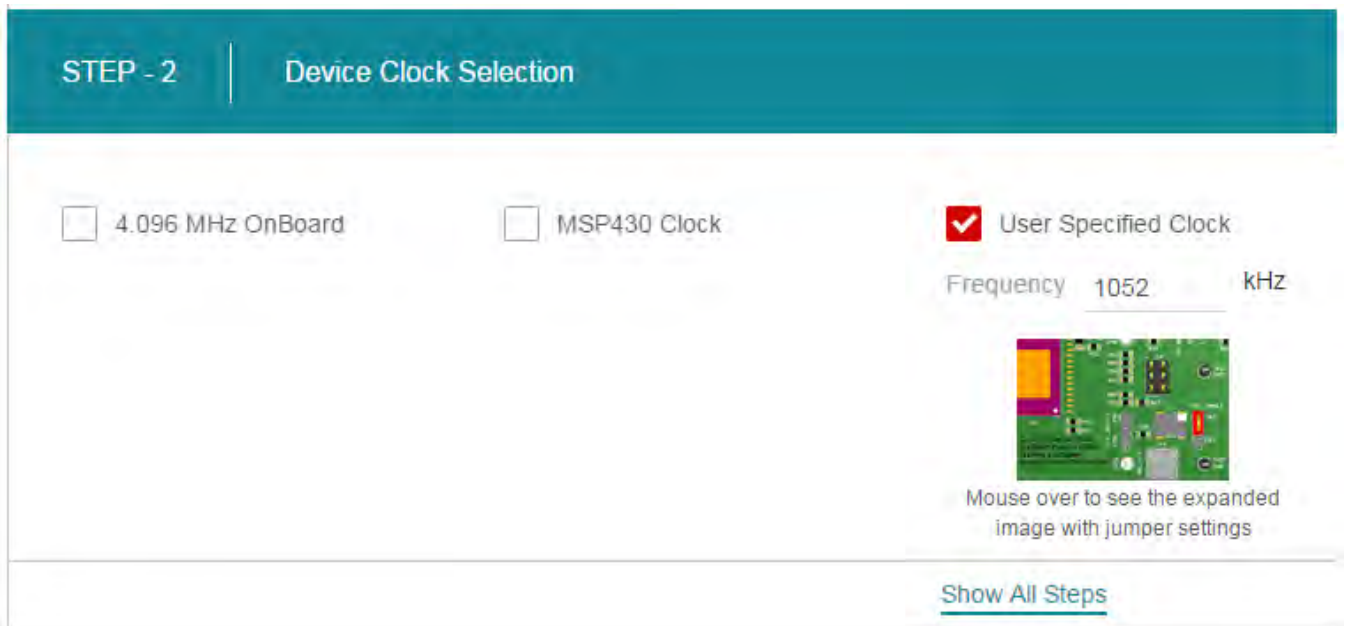 STEP - 2 Device Clock Selection
4.096 MHz OnBoard MSP430 Clock User Specified Clock
Frequency 1052 kHz
Mouse over to see the expanded
image with jumper settings
Show All Steps